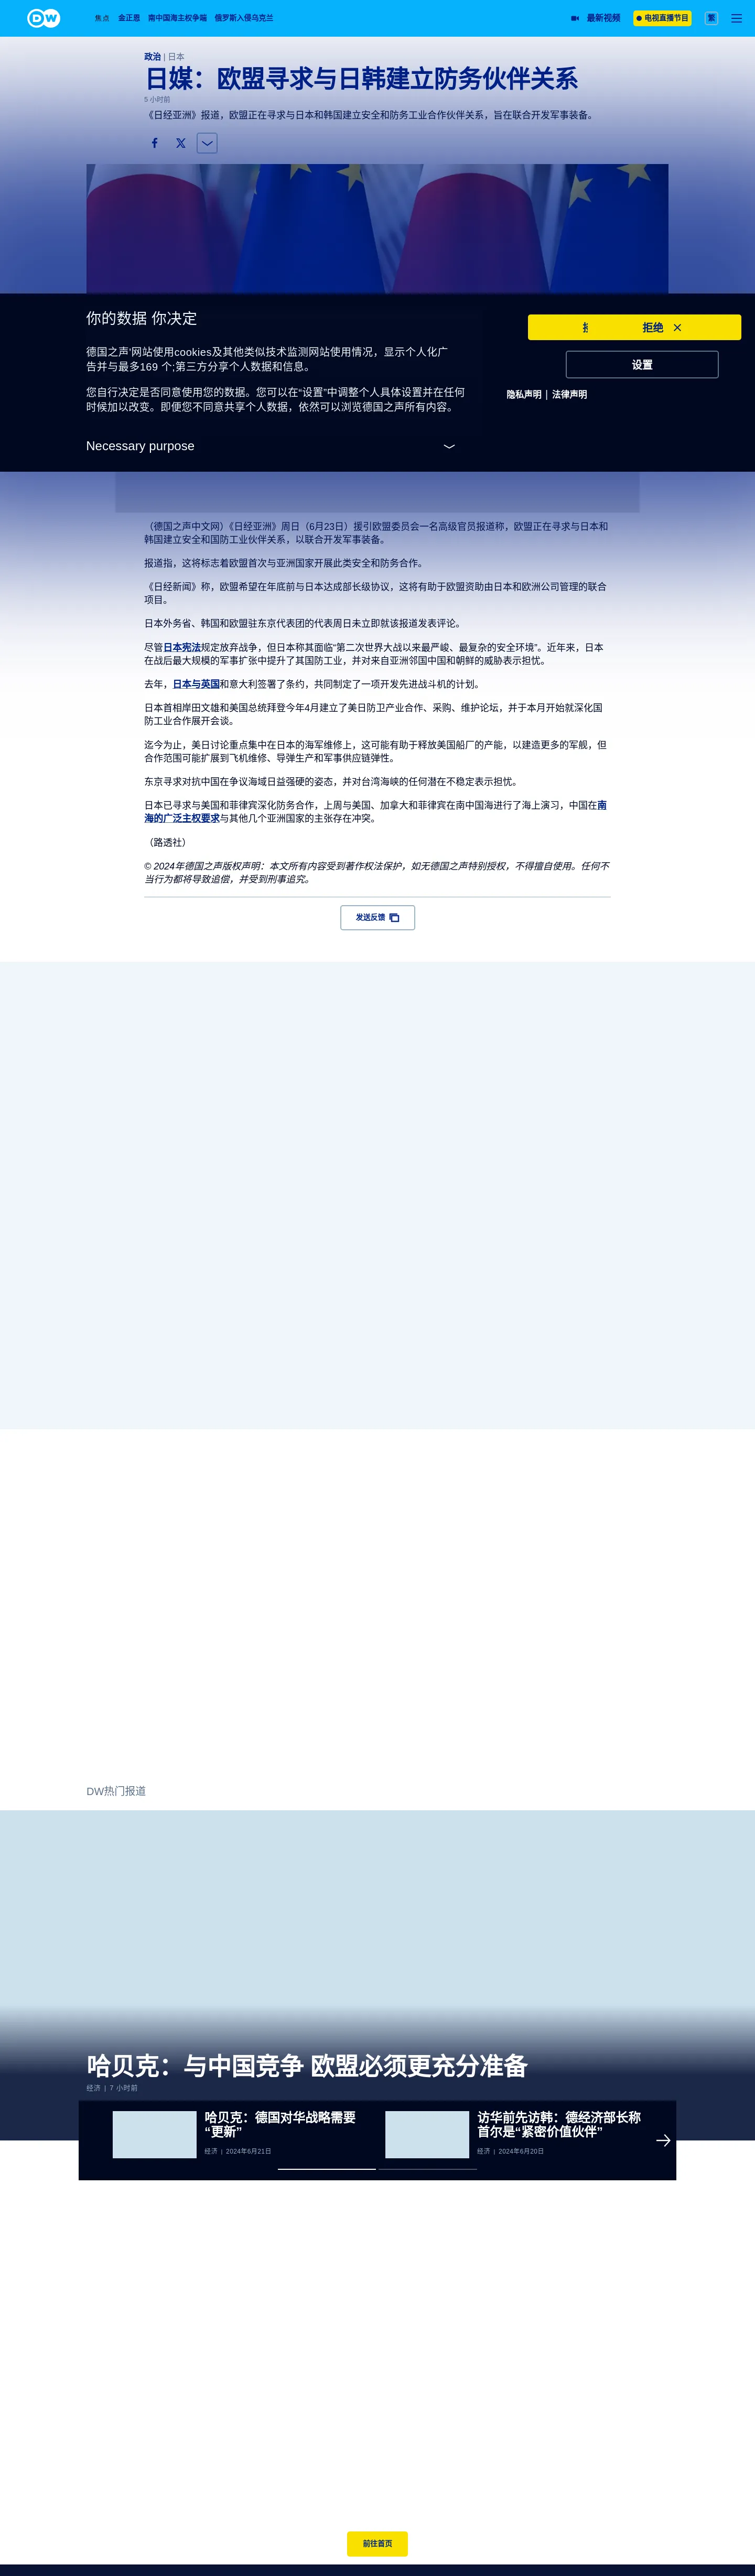 DW
焦点 金正恩 南中国海主权争端 俄罗斯入侵乌克兰 最新视频 电视直播节目 繁
政治 | 日本
日媒：欧盟寻求与日韩建立防务伙伴关系
5 小时前
《日经亚洲》报道，欧盟正在寻求与日本和韩国建立安全和防务工业合作伙伴关系，旨在联合开发军事装备。
你的数据 你决定
德国之声'网站使用cookies及其他类似技术监测网站使用情况，显示个人化广
告并与最多169 个;第三方分享个人数据和信息。
您自行决定是否同意使用您的数据。您可以在“设置”中调整个人具体设置并在任何
时候加以改变。即便您不同意共享个人数据，依然可以浏览德国之声所有内容。
Necessary purpose
拒绝
设置
隐私声明 | 法律声明
（德国之声中文网）《日经亚洲》周日（6月23日）援引欧盟委员会一名高级官员报道称，欧盟正在寻求与日本和
韩国建立安全和国防工业伙伴关系，以联合开发军事装备。
报道指，这将标志着欧盟首次与亚洲国家开展此类安全和防务合作。
《日经新闻》称，欧盟希望在年底前与日本达成部长级协议，这将有助于欧盟资助由日本和欧洲公司管理的联合
项目。
日本外务省、韩国和欧盟驻东京代表团的代表周日未立即就该报道发表评论。
尽管日本宪法规定放弃战争，但日本称其面临“第二次世界大战以来最严峻、最复杂的安全环境”。近年来，日本
在战后最大规模的军事扩张中提升了其国防工业，并对来自亚洲邻国中国和朝鲜的威胁表示担忧。
去年，日本与英国和意大利签署了条约，共同制定了一项开发先进战斗机的计划。
日本首相岸田文雄和美国总统拜登今年4月建立了美日防卫产业合作、采购、维护论坛，并于本月开始就深化国
防工业合作展开会谈。
迄今为止，美日讨论重点集中在日本的海军维修上，这可能有助于释放美国船厂的产能，以建造更多的军舰，但
合作范围可能扩展到飞机维修、导弹生产和军事供应链弹性。
东京寻求对抗中国在争议海域日益强硬的姿态，并对台湾海峡的任何潜在不稳定表示担忧。
日本已寻求与美国和菲律宾深化防务合作，上周与美国、加拿大和菲律宾在南中国海进行了海上演习，中国在南
海的广泛主权要求与其他几个亚洲国家的主张存在冲突。
（路透社）
© 2024年德国之声版权声明：本文所有内容受到著作权法保护，如无德国之声特别授权，不得擅自使用。任何不
当行为都将导致追偿，并受到刑事追究。
发送反馈
DW热门报道
哈贝克：与中国竞争 欧盟必须更充分准备
经济 | 7 小时前
哈贝克：德国对华战略需要
“更新”
经济 | 2024年6月21日
访华前先访韩：德经济部长称
首尔是“紧密价值伙伴”
经济 | 2024年6月20日
前往首页